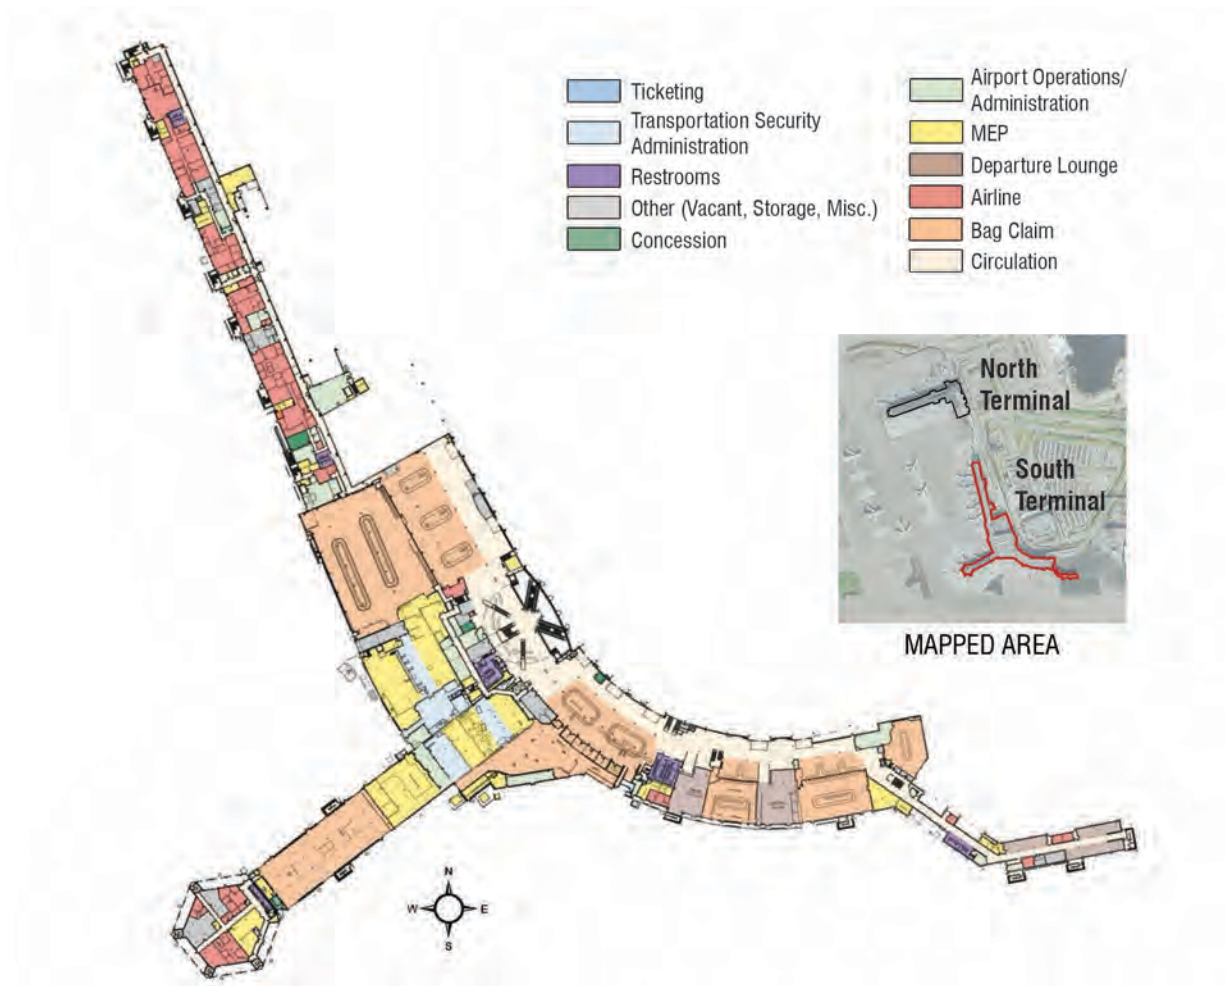 Ticketing
Transportation Security
Administration
Restrooms
Other (Vacant, Storage, Misc.)
Concession
Airport Operations/
Administration
MEP
Departure Lounge
Airline
Bag Claim
Circulation
North
Terminal
South
Terminal
MAPPED AREA
N
W E
S